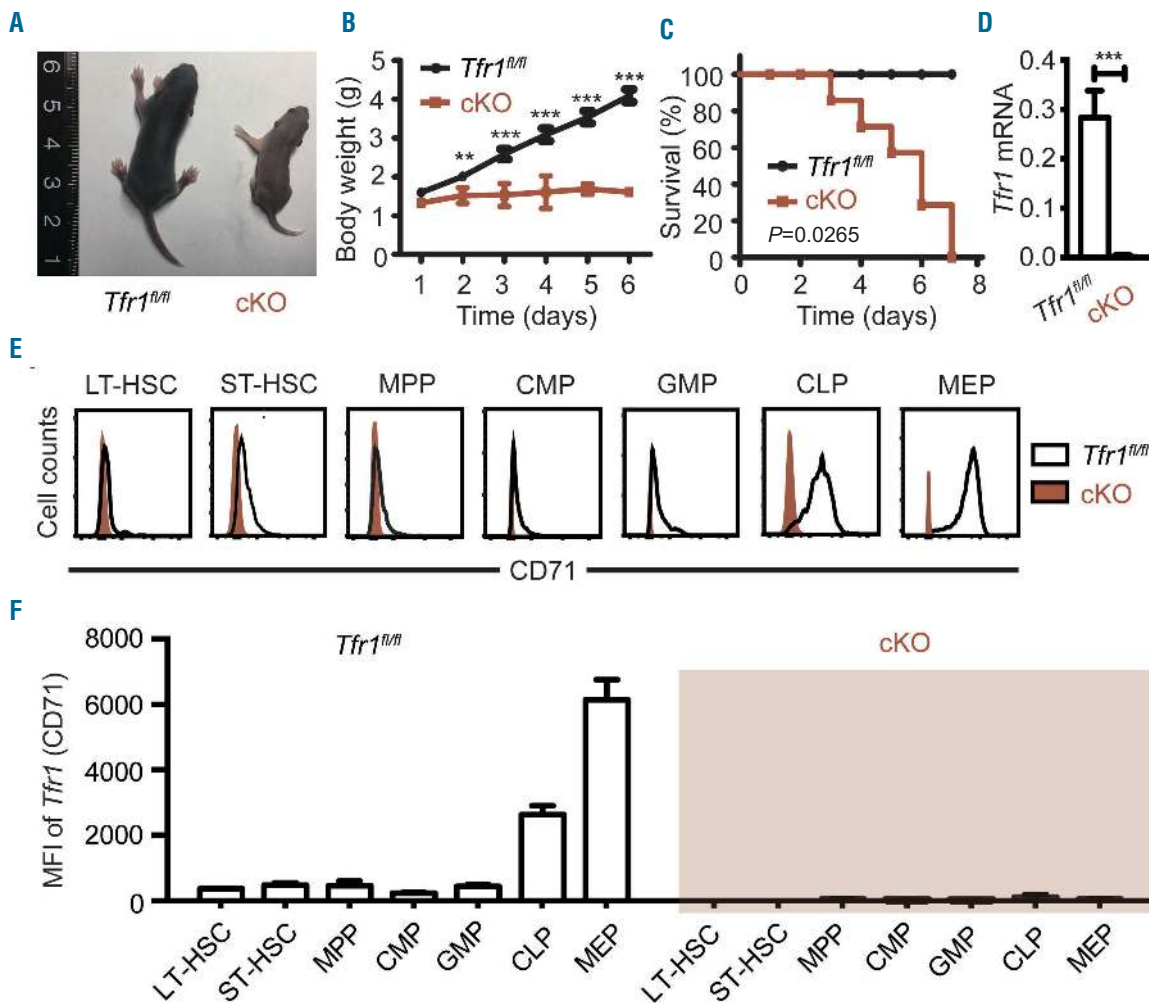 A
6
5
4
3
2
1
Tfr1fl/fl
cKO
B
Body weight (g)
5
4
3
2
1
0
Tfr1fl/fl
cKO
**
***
***
***
***
1 2 3 4 5 6
Time (days)
C
Survival (%)
100
80
60
40
20
0
Tfr1fl/fl
cKO
P=0.0265
0 2 4 6 8
Time (days)
D
***
Tfr1 mRNA
0.4
0.3
0.2
0.1
0.0
Tfr1fl/fl
cKO
E
LT-HSC ST-HSC MPP CMP GMP CLP MEP
Cell counts
Tfr1fl/fl
cKO
CD71
F
Tfr1fl/fl
cKO
MFI of Tfr1 (CD71)
8000
6000
4000
2000
0
LT-HSC ST-HSC MPP CMP GMP CLP MEP LT-HSC ST-HSC MPP CMP GMP CLP MEP